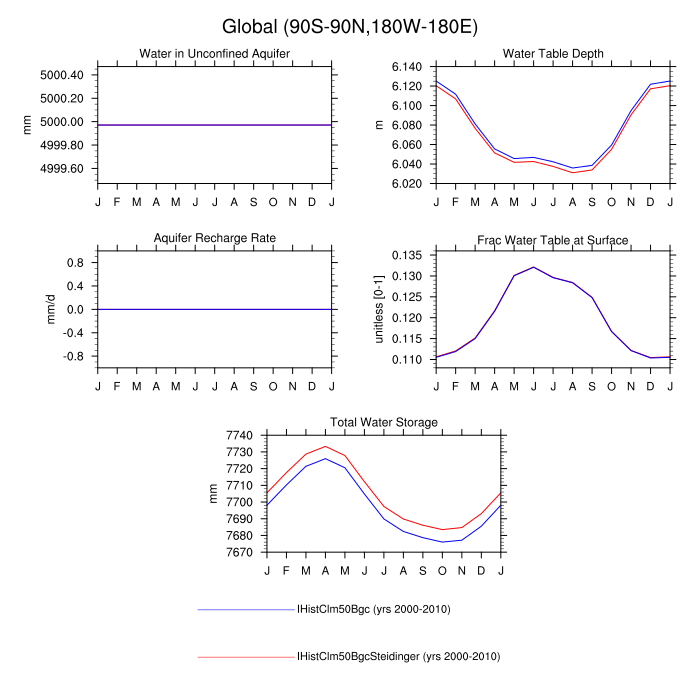 Global (90S-90N,180W-180E)
Water in Unconfined Aquifer
5000.40
5000.20
5000.00
4999.80
4999.60
mm
J F M A M J J A S O N D J
Water Table Depth
6.140
6.120
6.100
6.080
6.060
6.040
6.020
m
J F M A M J J A S O N D J
Aquifer Recharge Rate
0.8
0.4
0.0
-0.4
-0.8
mm/d
J F M A M J J A S O N D J
Frac Water Table at Surface
0.135
0.130
0.125
0.120
0.115
0.110
unitless [0-1]
J F M A M J J A S O N D J
Total Water Storage
7740
7730
7720
7710
7700
7690
7680
7670
mm
J F M A M J J A S O N D J
IHistClm50Bgc (yrs 2000-2010)
IHistClm50BgcSteidinger (yrs 2000-2010)